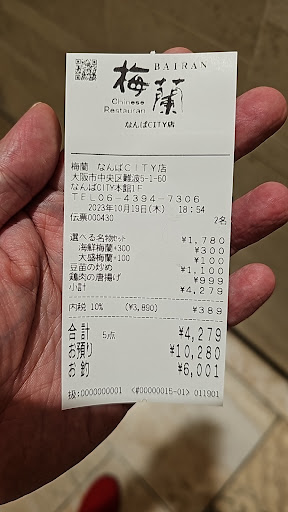 BAIRAN
梅蘭
Chinese
Restaurant
なんばCITY店
梅蘭 なんばCITY店
大阪市中央区難波5-1-60
なんばCITY本館1F
TEL06-4394-7306
2023年10月19日(木) 18:54
伝票000430 2名
選べる名物セット ¥1,780
海鮮梅蘭+300 ¥300
大盛梅蘭+100 ¥100
豆苗の炒め ¥1,100
鶏肉の唐揚げ ¥999
小計 ¥4,279
内税 10% (¥3,890) ¥389
合計 5点 ¥4,279
お預り ¥10,280
お釣 ¥6,001
扱:0000000001 <#00000015-01> 011901